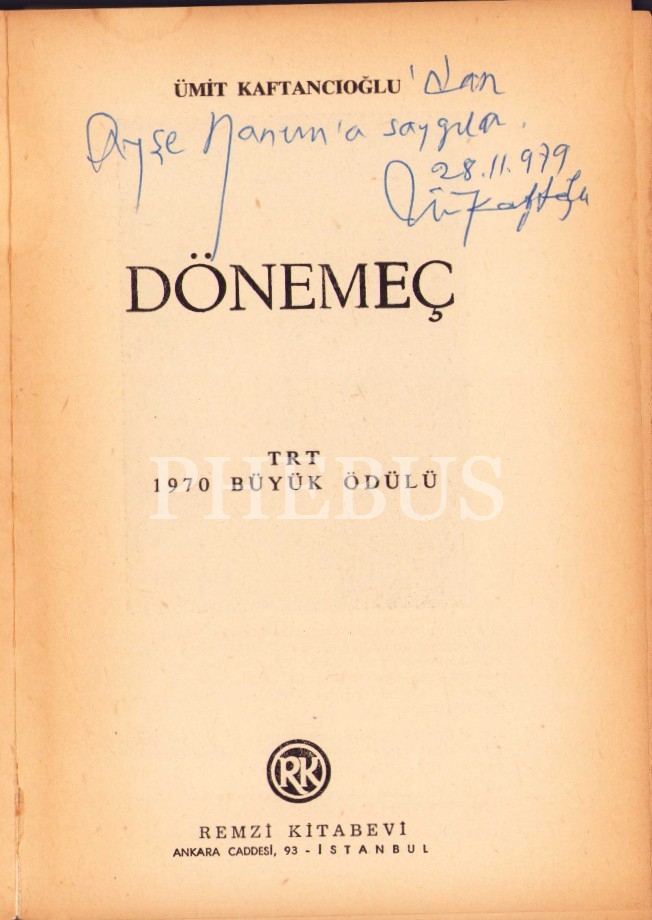 ÜMİT KAFTANCIOĞLU'dan
Ayşe Hanım'a saygılar.
28.11.979
ÜmKaftoğlu
DÖNEMEÇ
TRT
1970 BÜYÜK ÖDÜLÜ
PHEBUS
RK
REMZİ KİTABEVİ
ANKARA CADDESİ, 93 - İSTANBUL